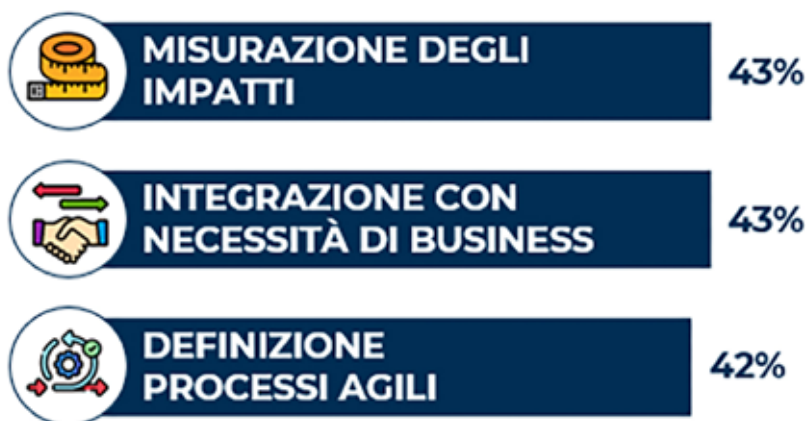 MISURAZIONE DEGLI
IMPATTI
43%
INTEGRAZIONE CON
NECESSITÀ DI BUSINESS
43%
DEFINIZIONE
PROCESSI AGILI
42%